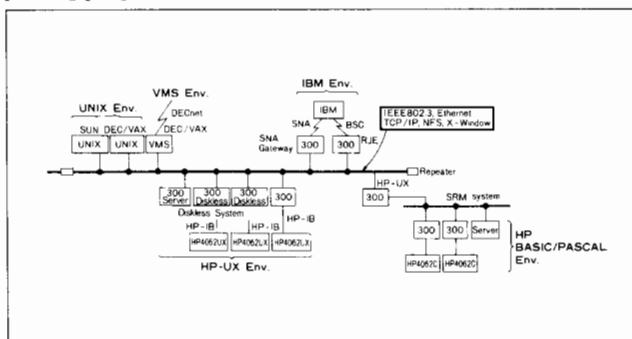 IBM Env.
VMS Env.
DECnet
UNIX Env.
SUN DEC/VAX DEC/VAX
UNIX UNIX VMS
IBM
SNA BSC
SNA Gateway
300 300 RJE
IEEE802.3, Ethernet
TCP/IP, NFS, X-Window
Repeater
HP-UX
300
300 Server
300 Diskless
300 Diskless
300
Diskless System
HP-IB HP-IB HP-IB
HP4062UX HP4062UX HP4062UX
HP-UX Env.
SRM system
300 300 Server
HP4062C HP4062C
HP
BASIC/PASCAL
Env.